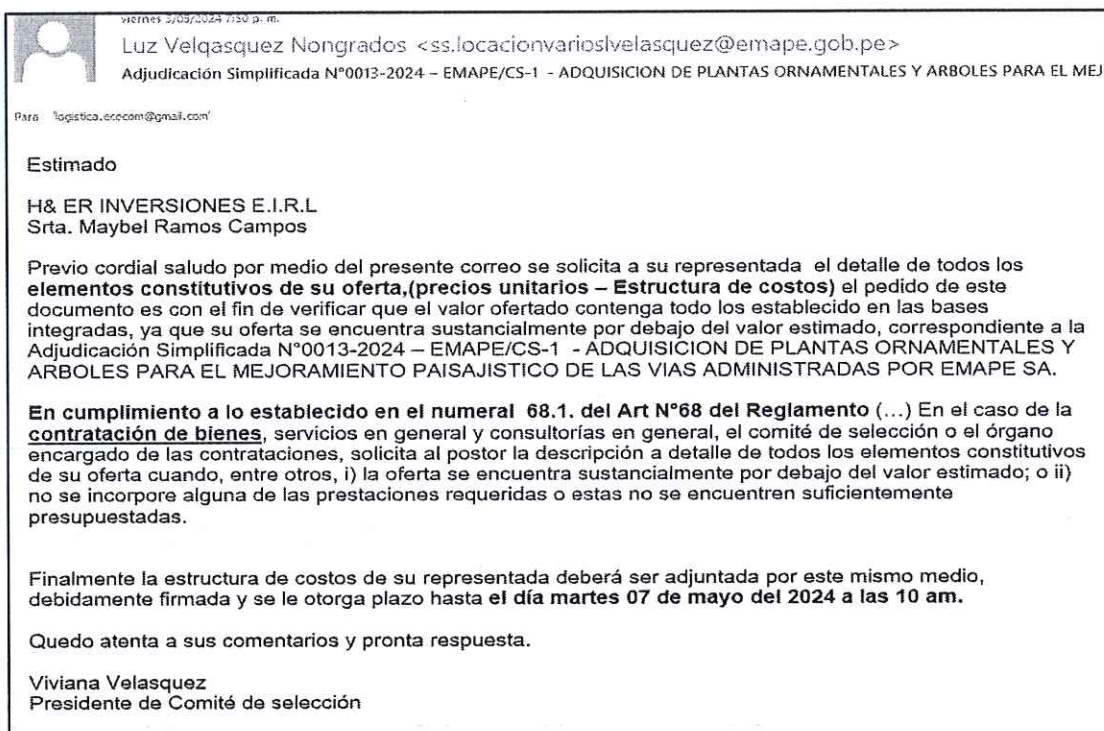 viernes 3/05/2024 7:50 p. m.
Luz Velqasquez Nongrados <ss.locacionvarioslvelasquez@emape.gob.pe>
Adjudicación Simplificada N°0013-2024 – EMAPE/CS-1 - ADQUISICION DE PLANTAS ORNAMENTALES Y ARBOLES PARA EL MEJ
Para 'logistica.ececom@gmail.com'
Estimado
H& ER INVERSIONES E.I.R.L
Srta. Maybel Ramos Campos
Previo cordial saludo por medio del presente correo se solicita a su representada el detalle de todos los
elementos constitutivos de su oferta,(precios unitarios – Estructura de costos) el pedido de este
documento es con el fin de verificar que el valor ofertado contenga todo los establecido en las bases
integradas, ya que su oferta se encuentra sustancialmente por debajo del valor estimado, correspondiente a la
Adjudicación Simplificada N°0013-2024 – EMAPE/CS-1 - ADQUISICION DE PLANTAS ORNAMENTALES Y
ARBOLES PARA EL MEJORAMIENTO PAISAJISTICO DE LAS VIAS ADMINISTRADAS POR EMAPE SA.
En cumplimiento a lo establecido en el numeral 68.1. del Art N°68 del Reglamento (...) En el caso de la
contratación de bienes, servicios en general y consultorías en general, el comité de selección o el órgano
encargado de las contrataciones, solicita al postor la descripción a detalle de todos los elementos constitutivos
de su oferta cuando, entre otros, i) la oferta se encuentra sustancialmente por debajo del valor estimado; o ii)
no se incorpore alguna de las prestaciones requeridas o estas no se encuentren suficientemente
presupuestadas.
Finalmente la estructura de costos de su representada deberá ser adjuntada por este mismo medio,
debidamente firmada y se le otorga plazo hasta el día martes 07 de mayo del 2024 a las 10 am.
Quedo atenta a sus comentarios y pronta respuesta.
Viviana Velasquez
Presidente de Comité de selección